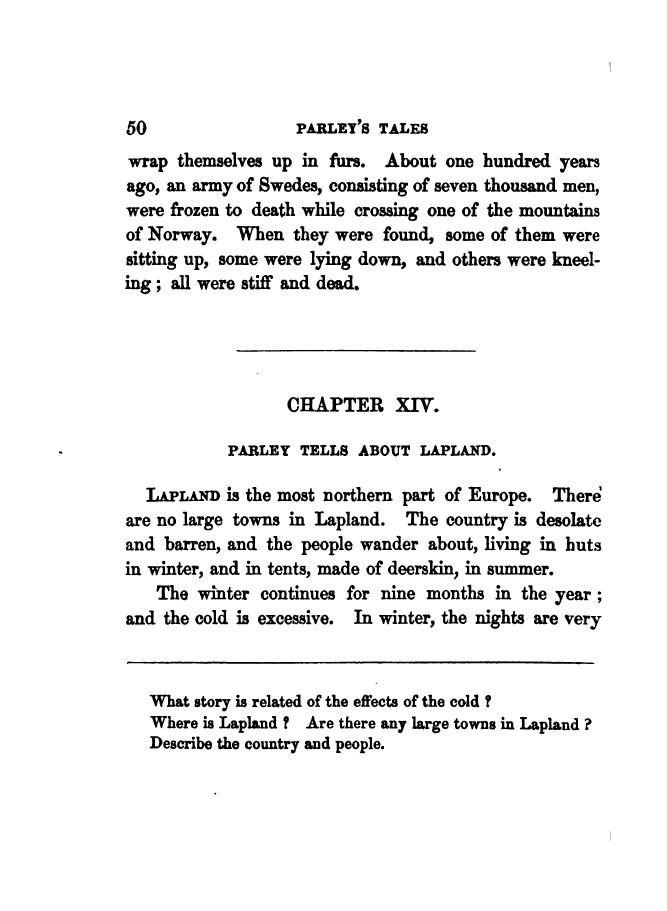 50 PARLEY'S TALES
wrap themselves up in furs. About one hundred years
ago, an army of Swedes, consisting of seven thousand men,
were frozen to death while crossing one of the mountains
of Norway. When they were found, some of them were
sitting up, some were lying down, and others were kneel-
ing; all were stiff and dead.
CHAPTER XIV.
PARLEY TELLS ABOUT LAPLAND.
LAPLAND is the most northern part of Europe. There
are no large towns in Lapland. The country is desolate
and barren, and the people wander about, living in huts
in winter, and in tents, made of deerskin, in summer.
The winter continues for nine months in the year;
and the cold is excessive. In winter, the nights are very
What story is related of the effects of the cold?
Where is Lapland? Are there any large towns in Lapland?
Describe the country and people.